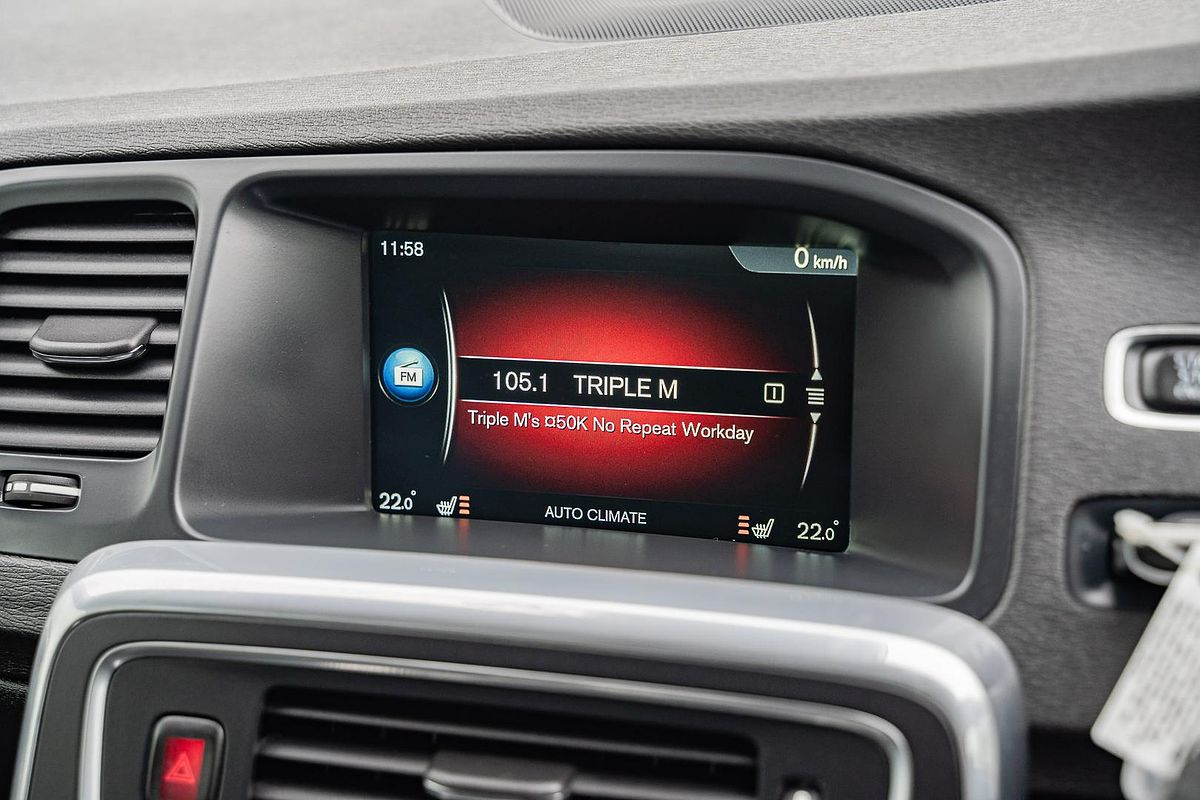 11:58
0 km/h
FM
105.1 TRIPLE M
Triple M's ¤50K No Repeat Workday
22.0°
AUTO CLIMATE
22.0°